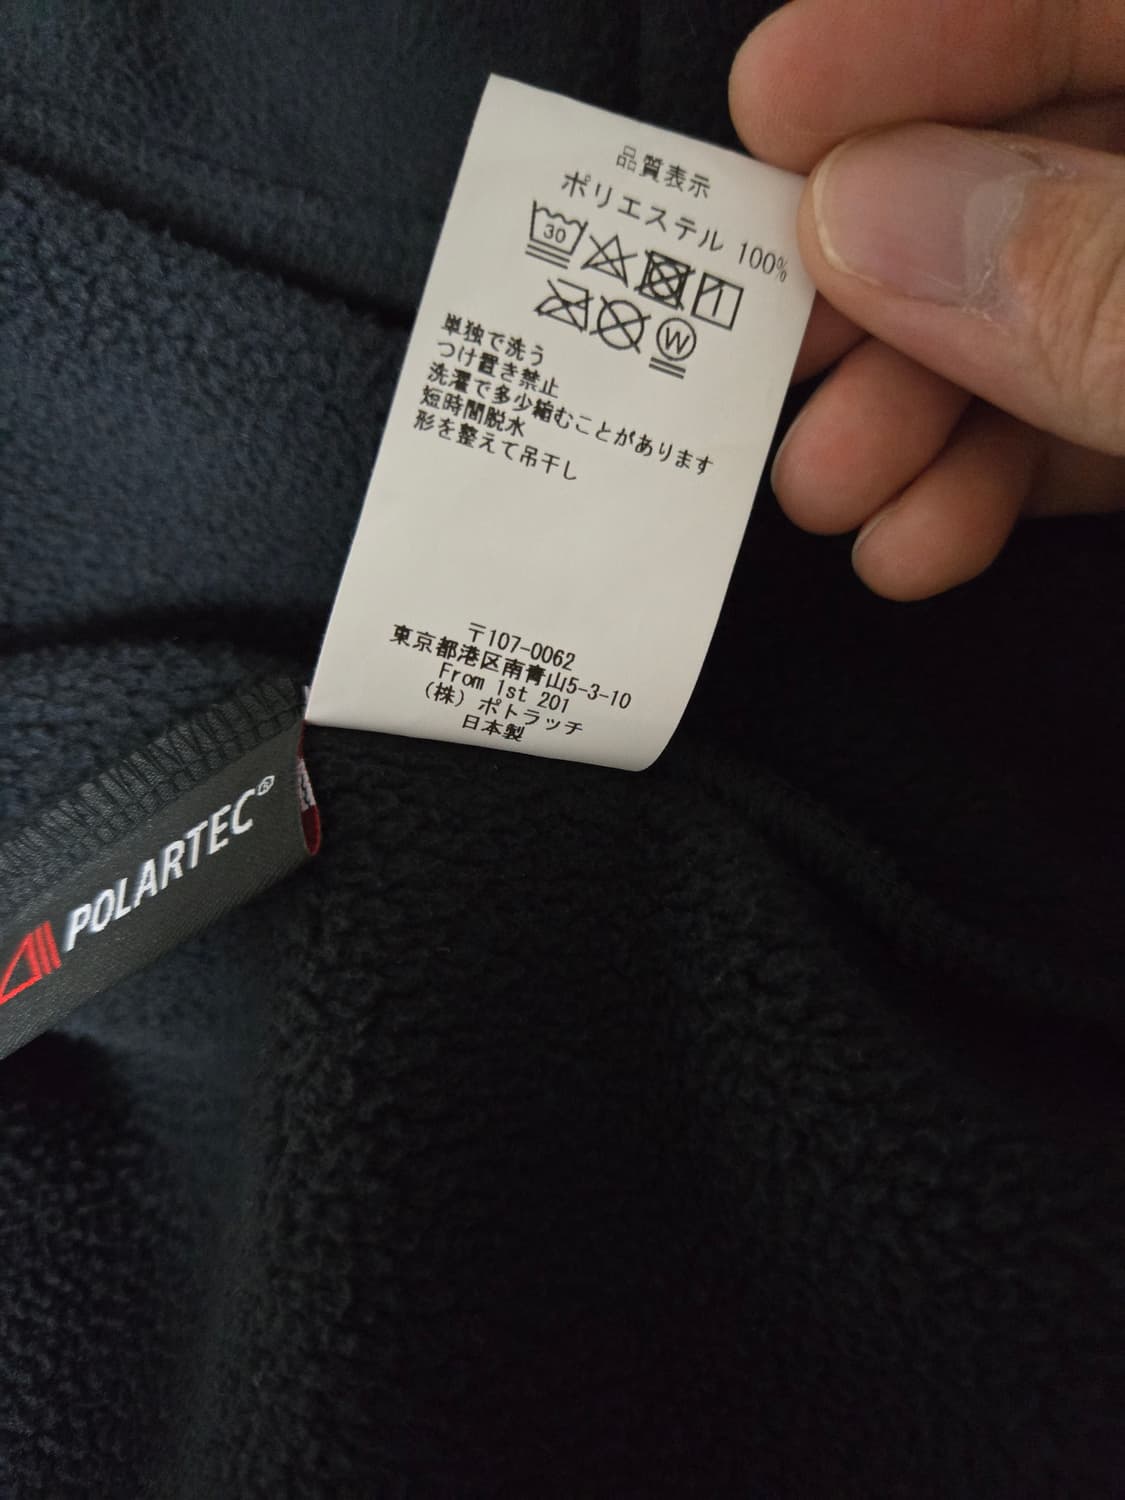 品質表示
ポリエステル 100%
30
W
単独で洗う
つけ置き禁止
洗濯で多少縮むことがあります
短時間脱水
形を整えて吊干し
〒107-0062
東京都港区南青山5-3-10
From 1st 201
（株）ポトラッチ
日本製
POLARTEC®